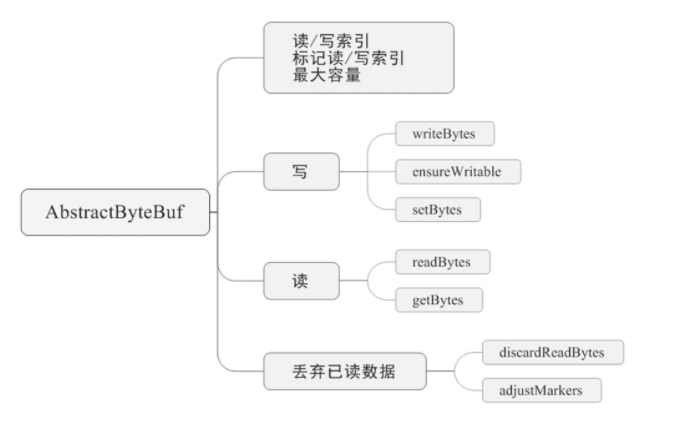 读/写索引
标记读/写索引
最大容量
writeBytes
写
ensureWritable
setBytes
AbstractByteBuf
readBytes
读
getBytes
discardReadBytes
丢弃已读数据
adjustMarkers